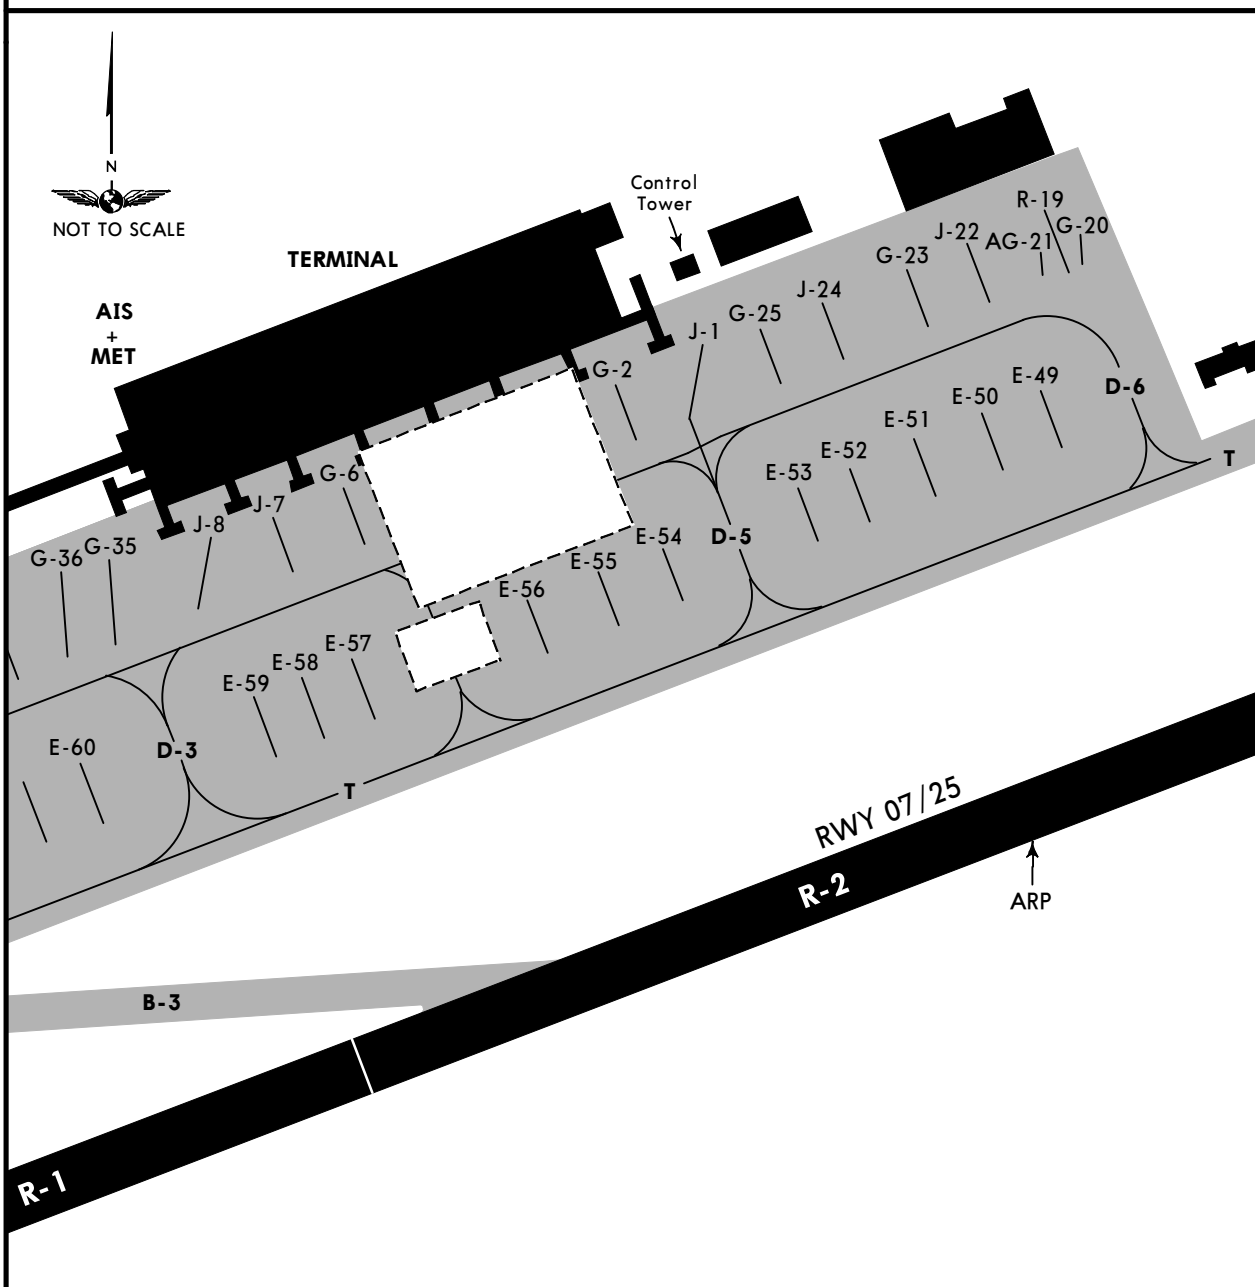 N
NOT TO SCALE
Control
Tower
TERMINAL
AIS
+
MET
R-19
G-20
J-22
AG-21
G-23
J-24
G-25
J-1
G-2
G-6
J-7
J-8
G-35
G-36
E-49
D-6
E-50
E-51
E-52
E-53
T
D-5
E-54
E-55
E-56
E-57
E-58
E-59
E-60
D-3
T
RWY 07/25
R-2
ARP
B-3
R-1